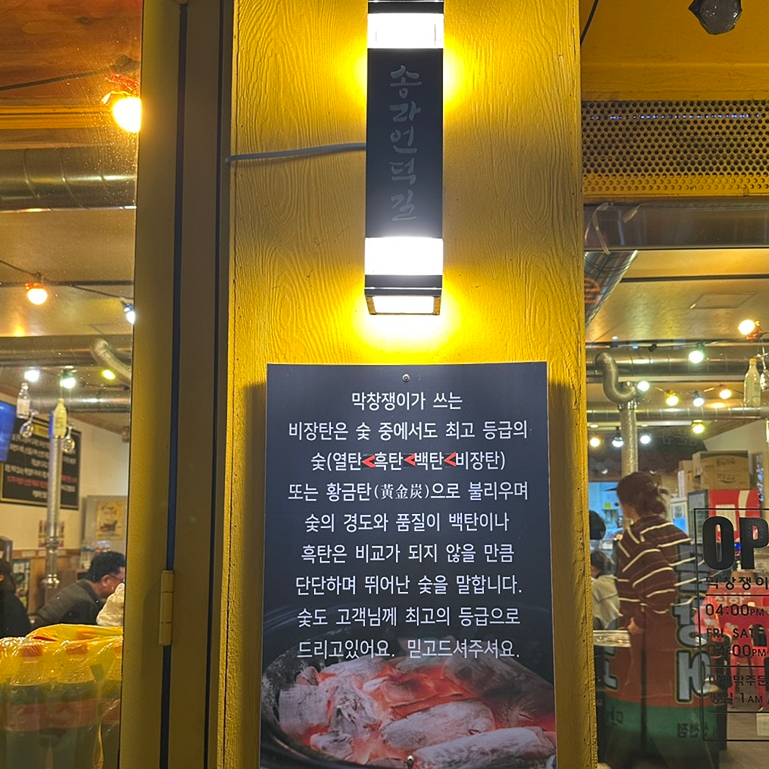 송라언덕길
막창쟁이가 쓰는
비장탄은 숯 중에서도 최고 등급의
숯(열탄<흑탄<백탄<비장탄)
또는 황금탄(黃金炭)으로 불리우며
숯의 경도와 품질이 백탄이나
흑탄은 비교가 되지 않을 만큼
단단하며 뛰어난 숯을 말합니다.
숯도 고객님께 최고의 등급으로
드리고있어요. 믿고드셔주셔요.
OP
막창쟁이
04:00PM
FRI SAT
04:00PM
1AM